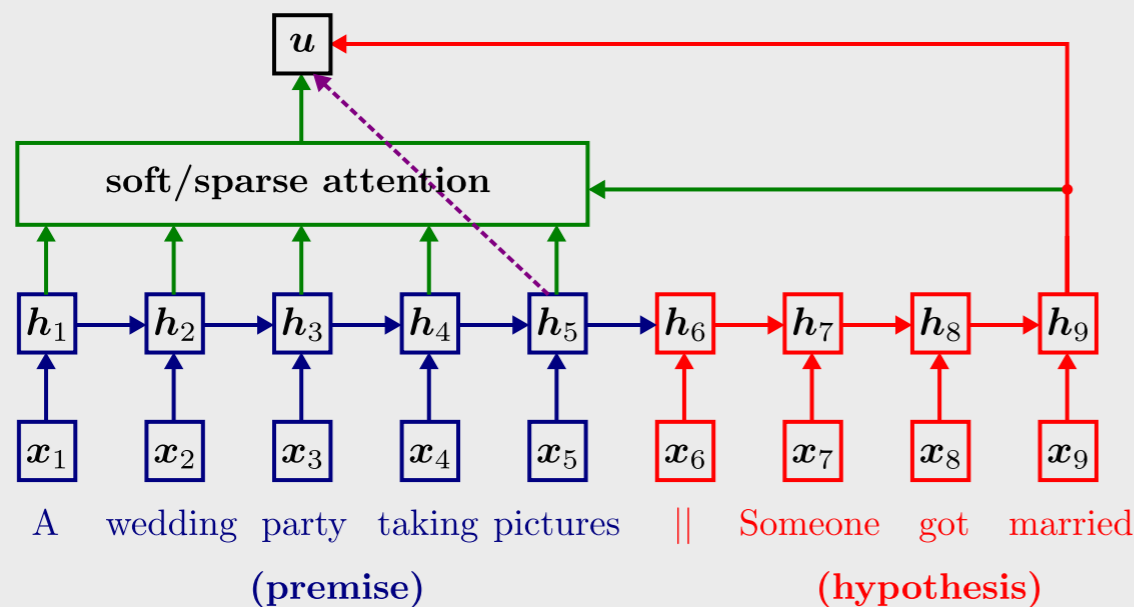 u
soft/sparse attention
h₁ h₂ h₃ h₄ h₅ h₆ h₇ h₈ h₉
x₁ x₂ x₃ x₄ x₅ x₆ x₇ x₈ x₉
A wedding party taking pictures || Someone got married
(premise) (hypothesis)